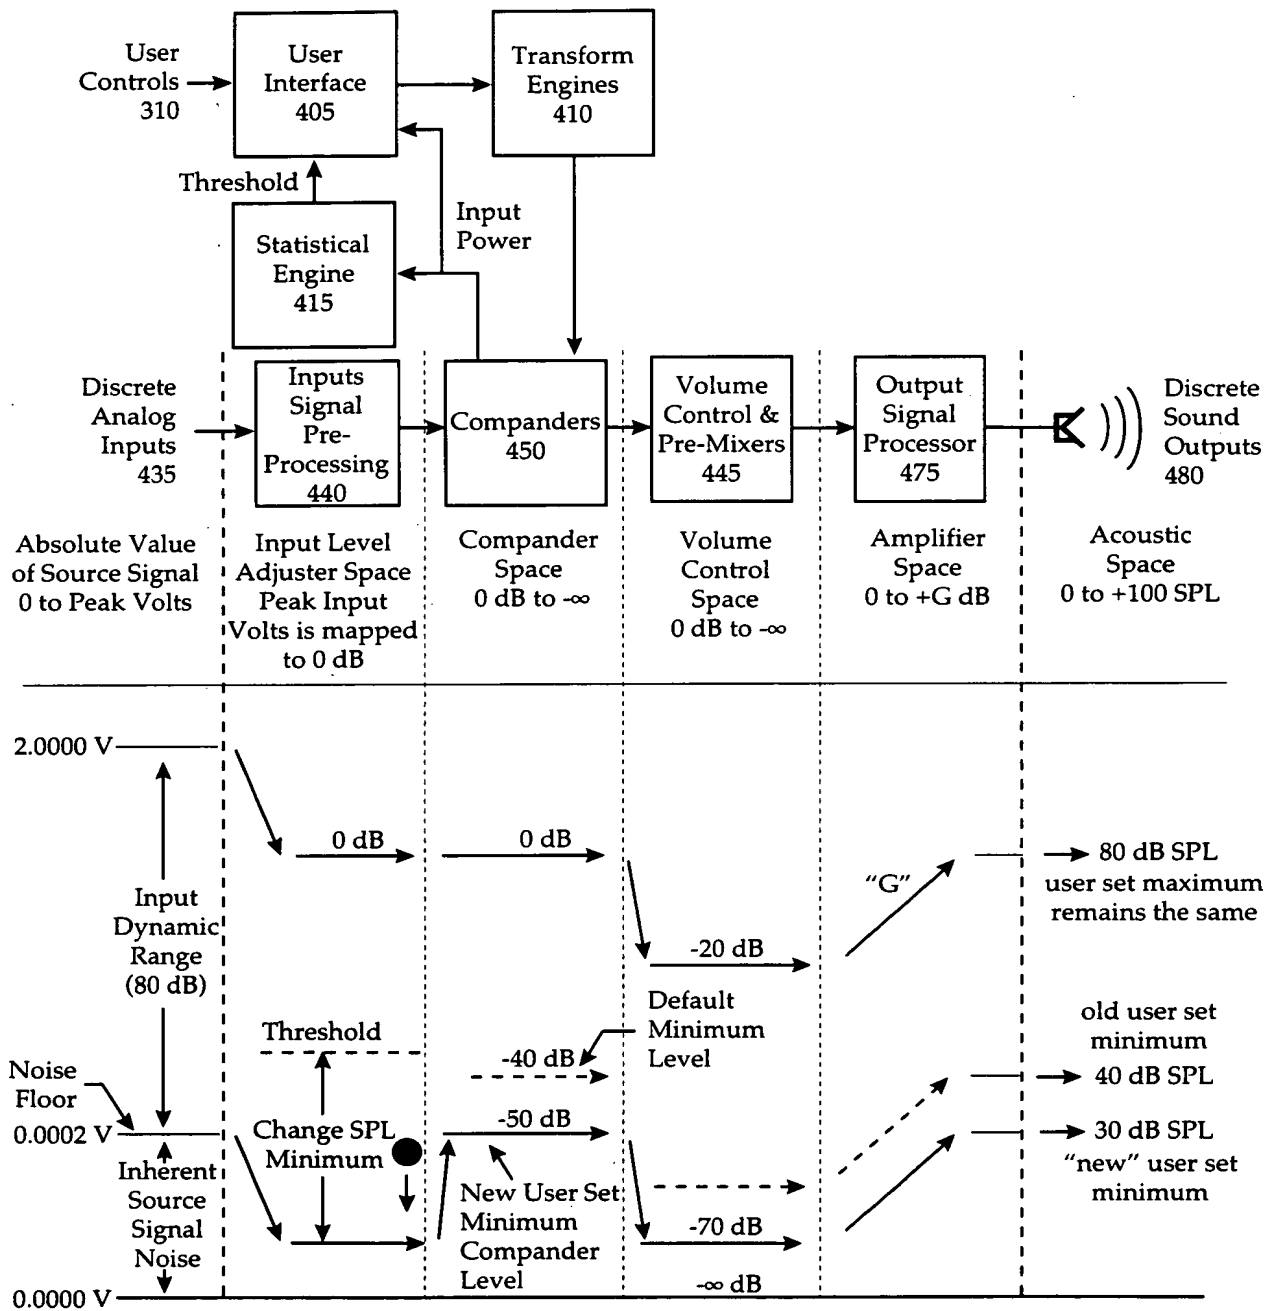 User
Controls
310
User
Interface
405
Transform
Engines
410
Threshold
Input
Power
Statistical
Engine
415
Discrete
Analog
Inputs
435
Inputs
Signal
Pre-
Processing
440
Companders
450
Volume
Control &
Pre-Mixers
445
Output
Signal
Processor
475
Discrete
Sound
Outputs
480
Absolute Value
of Source Signal
0 to Peak Volts
Input Level
Adjuster Space
Peak Input
Volts is mapped
to 0 dB
Compander
Space
0 dB to -∞
Volume
Control
Space
0 dB to -∞
Amplifier
Space
0 to +G dB
Acoustic
Space
0 to +100 SPL
2.0000 V
0 dB
0 dB
"G"
80 dB SPL
user set maximum
remains the same
Input
Dynamic
Range
(80 dB)
-20 dB
Default
Minimum
Level
Threshold
-40 dB
old user set
minimum
40 dB SPL
Noise
Floor
0.0002 V
Change SPL
Minimum
-50 dB
30 dB SPL
"new" user set
minimum
Inherent
Source
Signal
Noise
New User Set
Minimum
Compander
Level
-70 dB
-∞ dB
0.0000 V